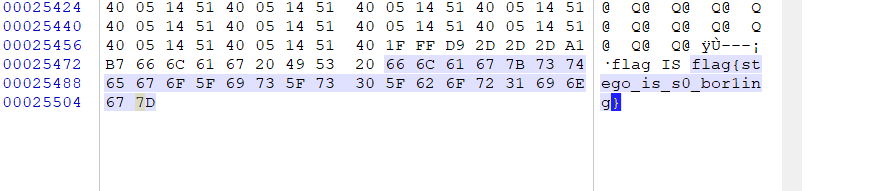 00025424 40 05 14 51 40 05 14 51 40 05 14 51 40 05 14 51 @ Q@ Q@ Q@ Q
00025440 40 05 14 51 40 05 14 51 40 05 14 51 40 05 14 51 @ Q@ Q@ Q@ Q
00025456 40 05 14 51 40 05 14 51 40 1F FF D9 2D 2D 2D A1 @ Q@ Q@ ÿÙ---¡
00025472 B7 66 6C 61 67 20 49 53 20 66 6C 61 67 7B 73 74 ·flag IS flag{st
00025488 65 67 6F 5F 69 73 5F 73 30 5F 62 6F 72 31 69 6E ego_is_s0_bor1in
00025504 67 7D g}